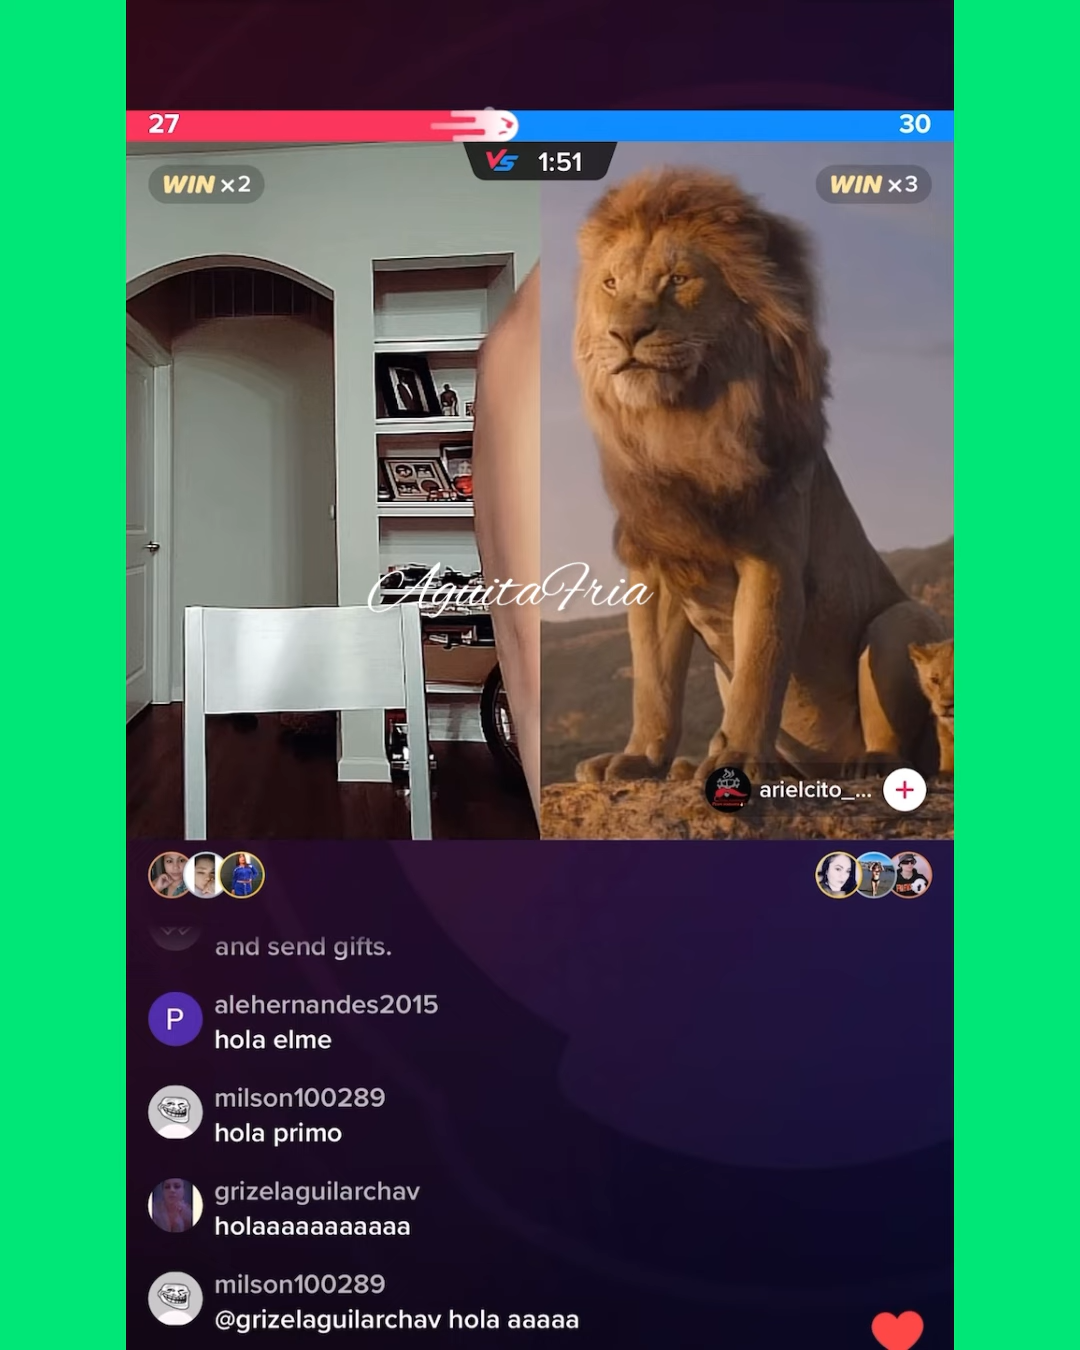 27
30
VS 1:51
WIN x2
WIN x3
AguitaFria
arielcito_...
and send gifts.
P
alehernandes2015
hola elme
milson100289
hola primo
grizelaguilarchav
holaaaaaaaaaaa
milson100289
@grizelaguilarchav hola aaaaa